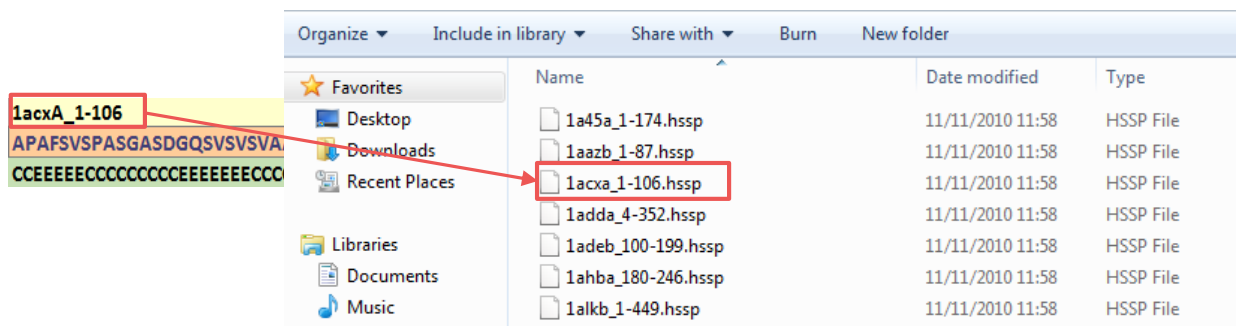 Organize Include in library Share with Burn New folder
Name Date modified Type
Favorites
Desktop
Downloads
Recent Places
Libraries
Documents
Music
1a45a_1-174.hssp 11/11/2010 11:58 HSSP File
1aazb_1-87.hssp 11/11/2010 11:58 HSSP File
1acxa_1-106.hssp 11/11/2010 11:58 HSSP File
1adda_4-352.hssp 11/11/2010 11:58 HSSP File
1adeb_100-199.hssp 11/11/2010 11:58 HSSP File
1ahba_180-246.hssp 11/11/2010 11:58 HSSP File
1alkb_1-449.hssp 11/11/2010 11:58 HSSP File
1acxA_1-106
APAFSVSPASGASDGQSVSVSVA
CCEEEEECCCCCCCCCEEEEEEECCC